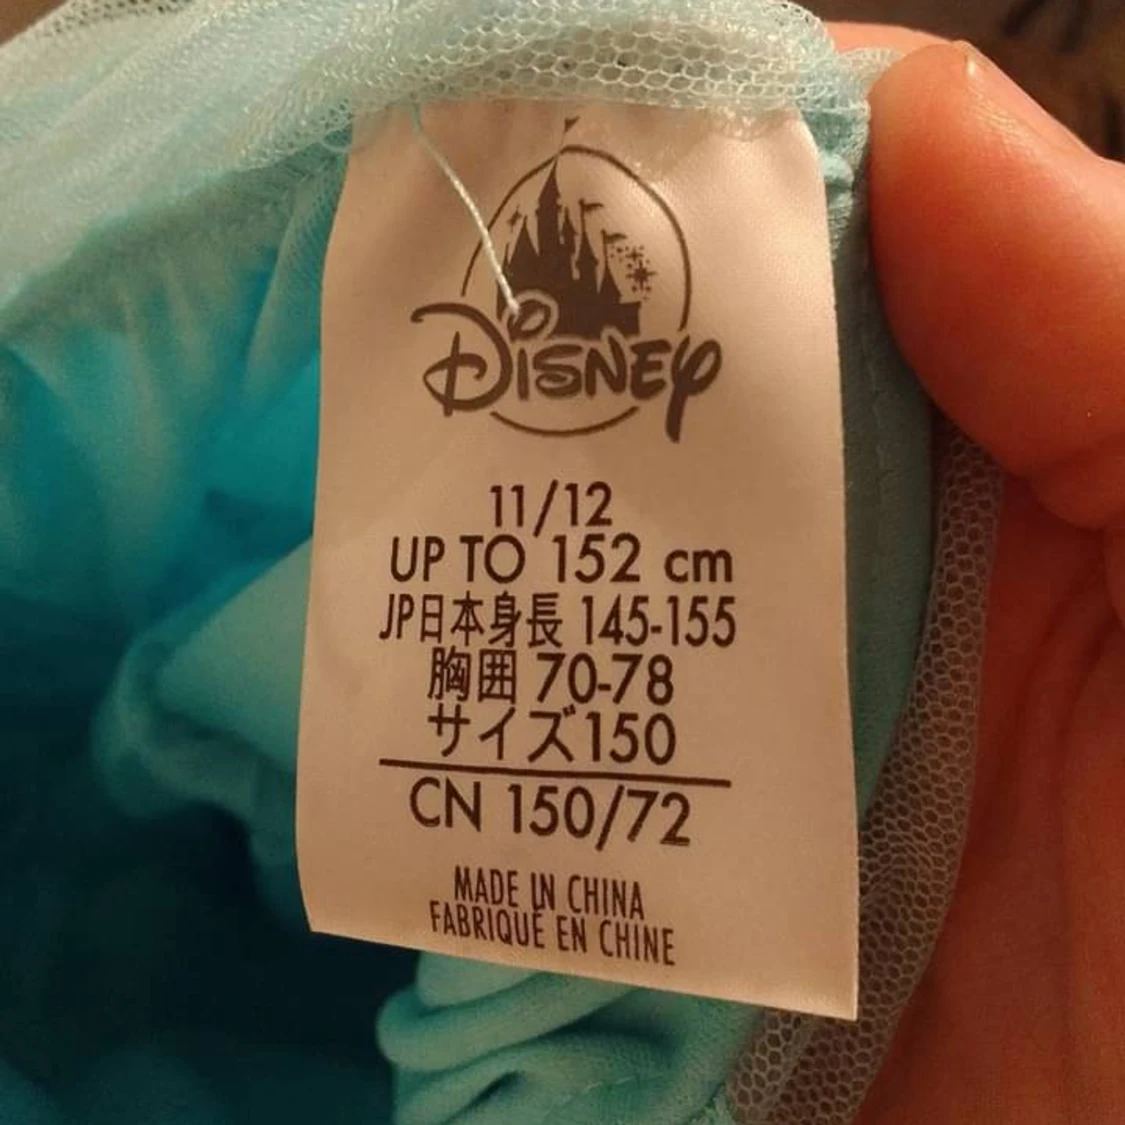 Disney
11/12
UP TO 152 cm
JP日本身長 145-155
胸囲 70-78
サイズ150
CN 150/72
MADE IN CHINA
FABRIQUÉ EN CHINE